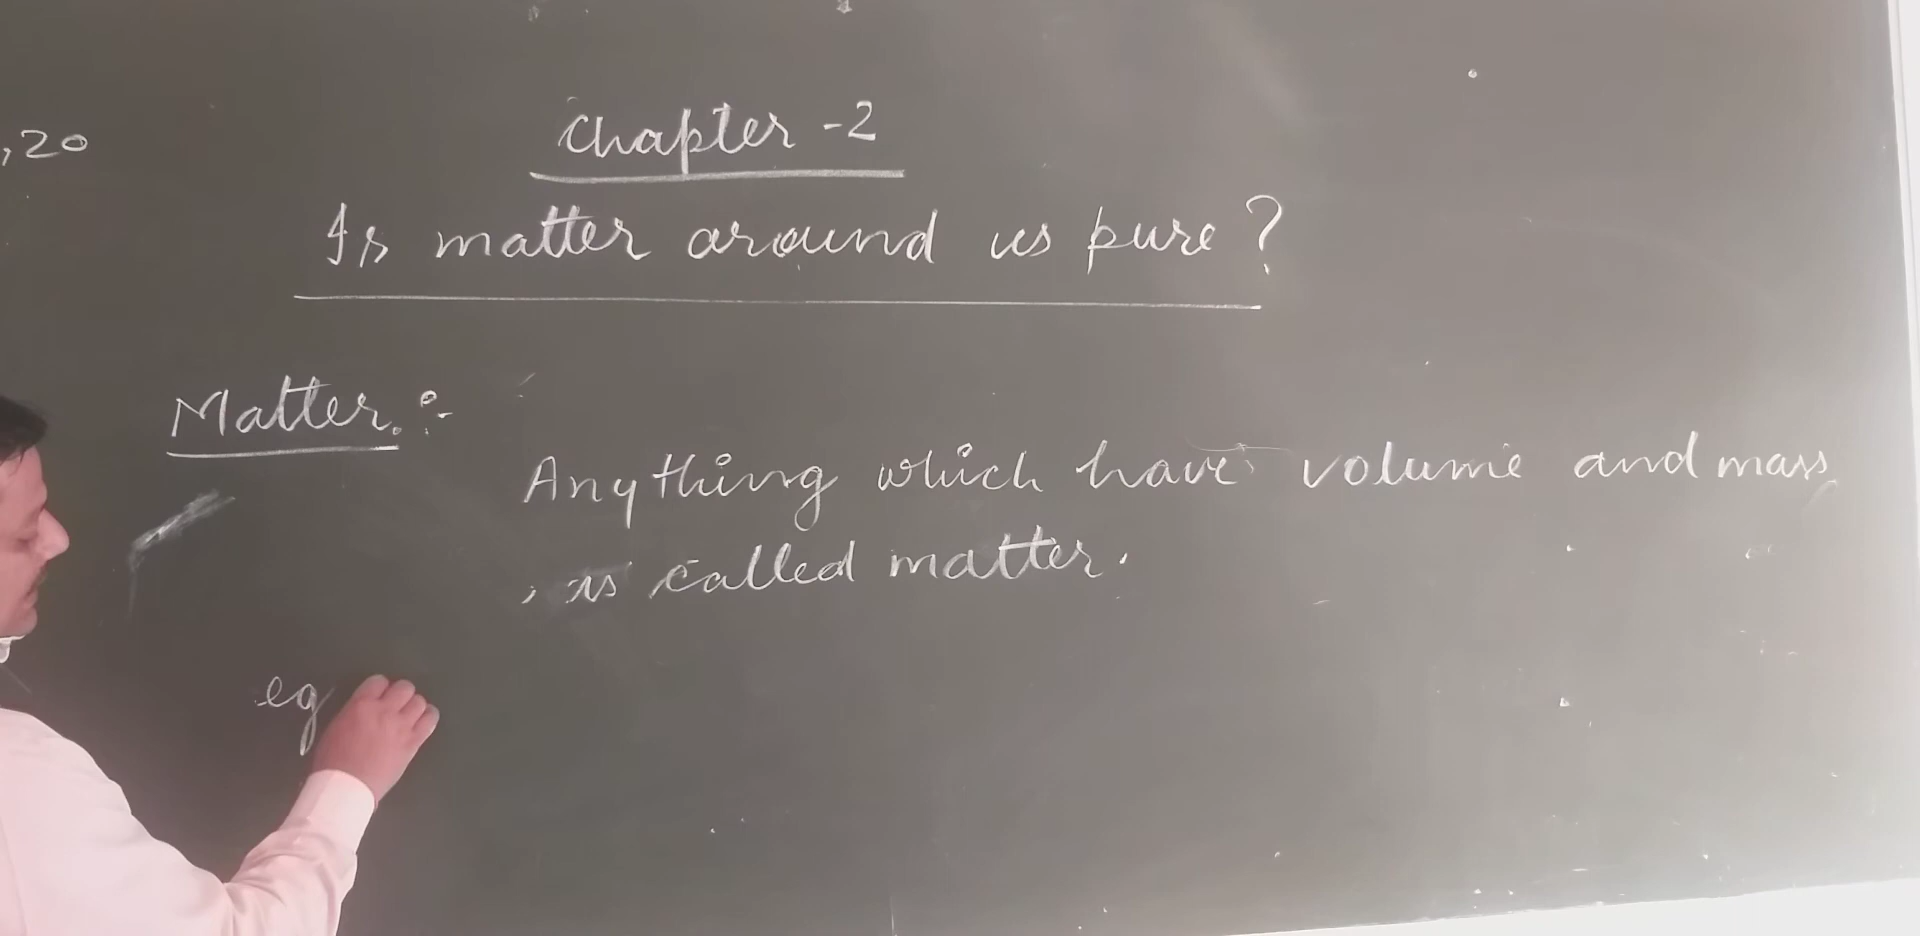 ,20
Chapter -2
Is matter around us pure?
Matter :-
Anything which have volume and mass
, is called matter.
eg